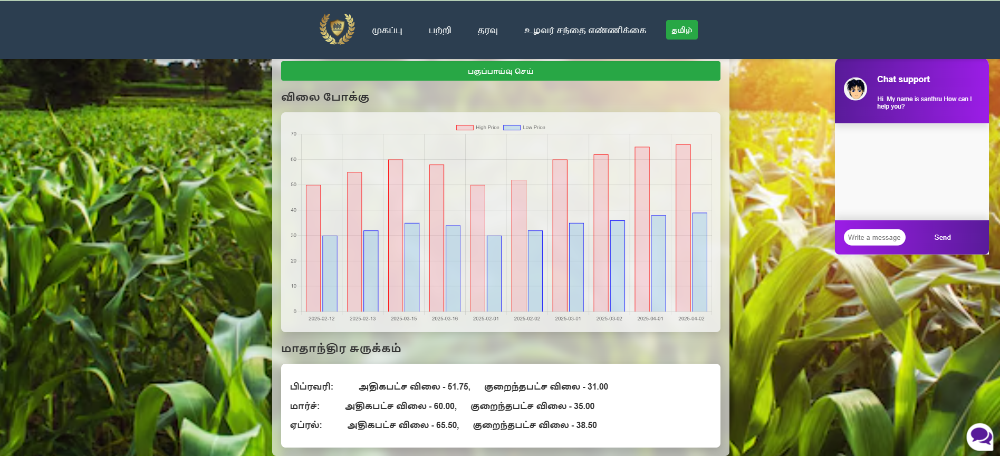 முகப்பு பற்றி தரவு உழவர் சந்தை எண்ணிக்கை தமிழ்
பகுப்பாய்வு செய்
விலை போக்கு
High Price Low Price
70
60
50
40
30
20
10
0
2025-02-12 2025-02-13 2025-03-15 2025-03-16 2025-02-01 2025-02-02 2025-03-01 2025-03-02 2025-04-01 2025-04-02
மாதாந்திர சுருக்கம்
பிப்ரவரி: அதிகபட்ச விலை - 51.75, குறைந்தபட்ச விலை - 31.00
மார்ச்: அதிகபட்ச விலை - 60.00, குறைந்தபட்ச விலை - 35.00
ஏப்ரல்: அதிகபட்ச விலை - 65.50, குறைந்தபட்ச விலை - 38.50
Chat support
Hi. My name is santhru How can I
help you?
Write a message Send